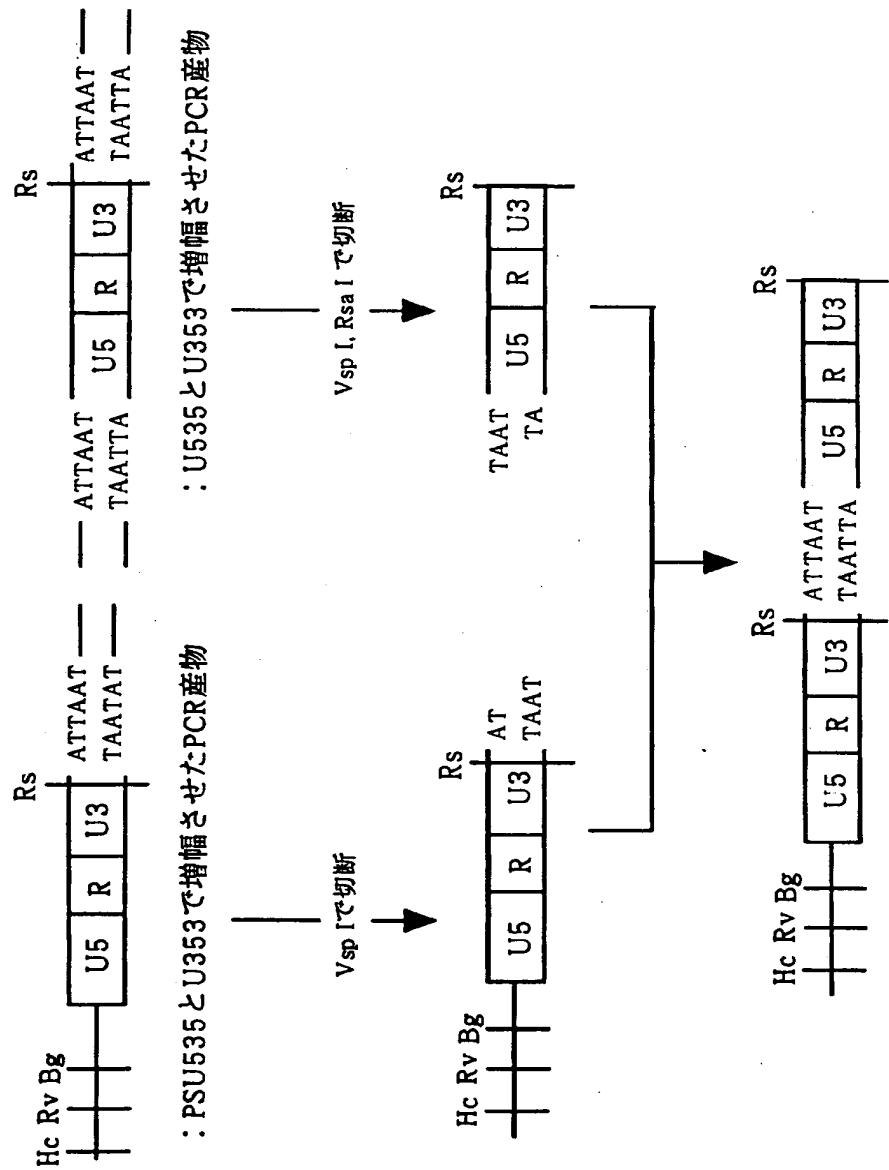 Rs Rs
Hc Rv Bg
ATTAAT ATTAAT ATTAAT
U5 R U3 U5 R U3
TAATAT TAATTA TAATTA
:PSU535とU353で増幅させたPCR産物 :U535とU353で増幅させたPCR産物
Vsp Iで切断 Vsp I, Rsa Iで切断
Rs Rs
Hc Rv Bg
AT TAAT
U5 R U3 U5 R U3
TAAT TA
Rs Rs
Hc Rv Bg
ATTAAT
U5 R U3 U5 R U3
TAATTA